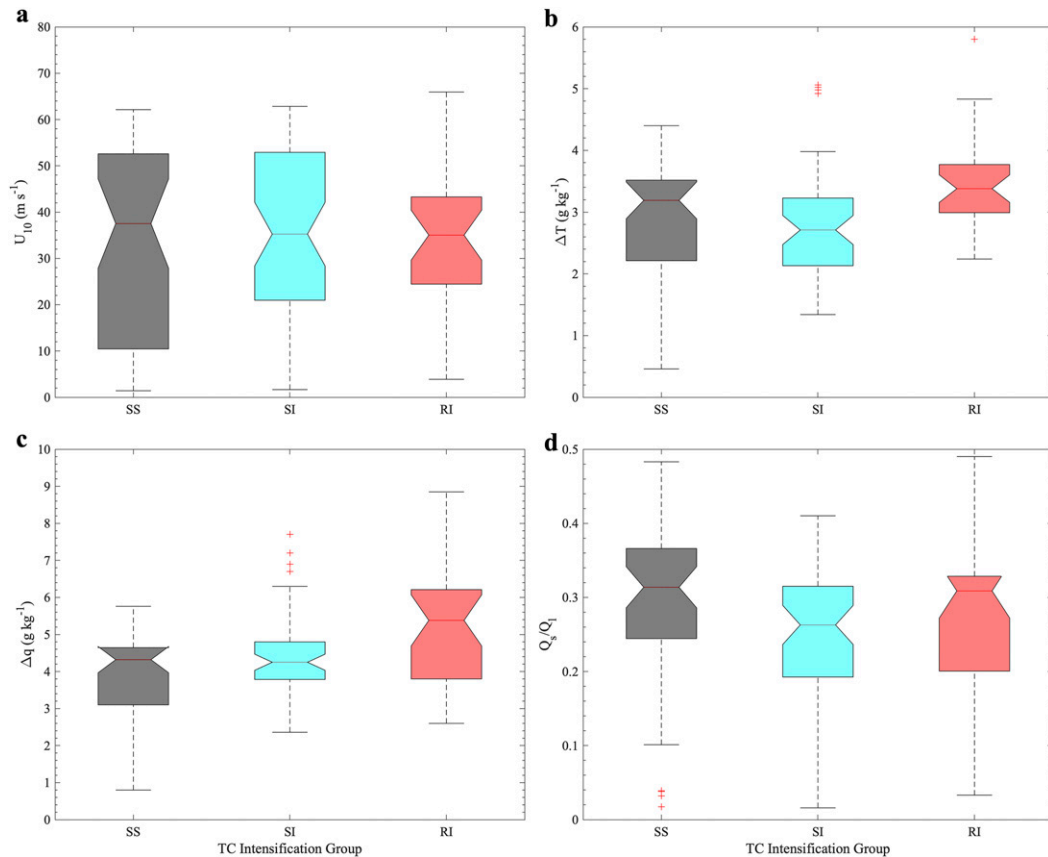 a
80
70
60
50
40
30
20
10
0
U10 (m s-1)
SS
SI
RI
b
6
5
4
3
2
1
0
ΔT (g kg-1)
SS
SI
RI
c
10
9
8
7
6
5
4
3
2
1
0
Δq (g kg-1)
SS
SI
RI
TC Intensification Group
d
0.5
0.4
0.3
0.2
0.1
0
Qs/Ql
SS
SI
RI
TC Intensification Group